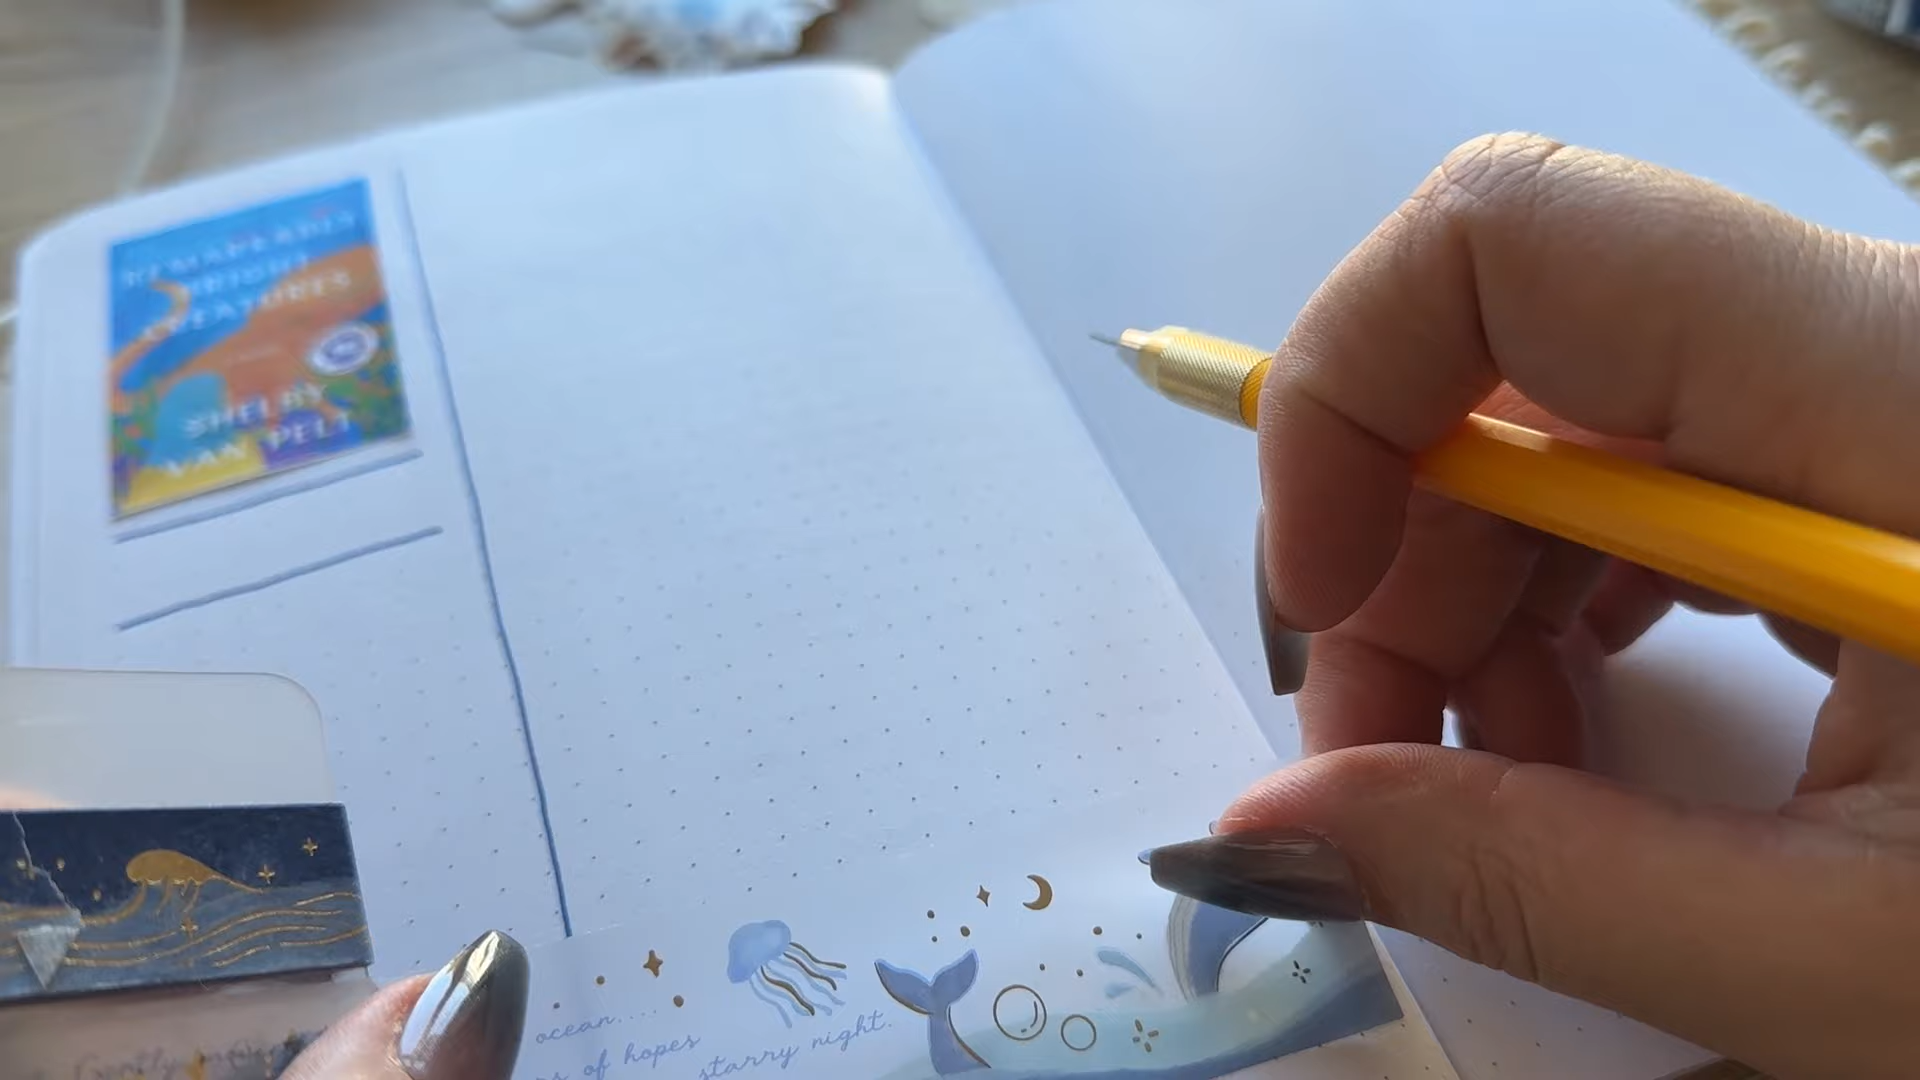 REMARKABLY
BRIGHT
CREATURES
SHELBY
VAN PELT
ocean....
of hopes
starry night.